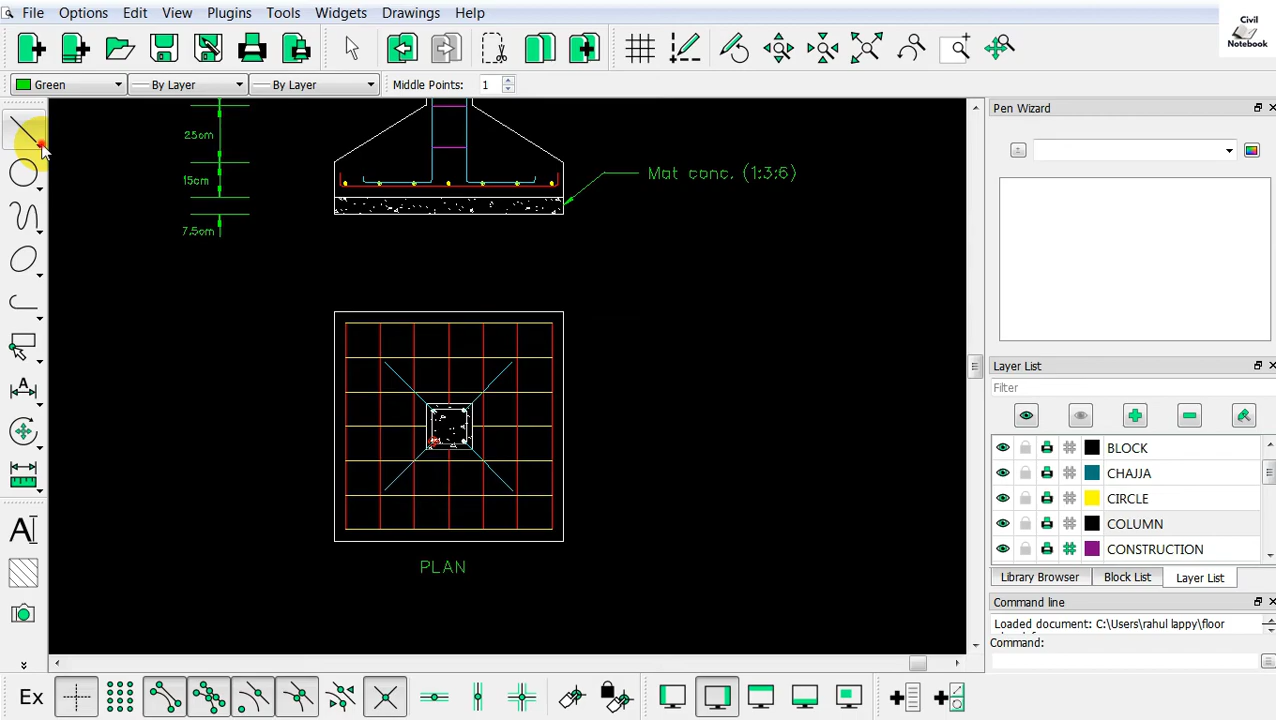 File Options Edit View Plugins Tools Widgets Drawings Help
Civil
Notebook
Green By Layer By Layer Middle Points: 1
Pen Wizard
25cm
15cm
7.5cm
Mat conc. (1:3:6)
PLAN
Layer List
Filter
BLOCK
CHAJJA
CIRCLE
COLUMN
CONSTRUCTION
Library Browser Block List Layer List
Command line
Loaded document: C:\Users\rahul lappy\floor
Command:
A
A
Ex